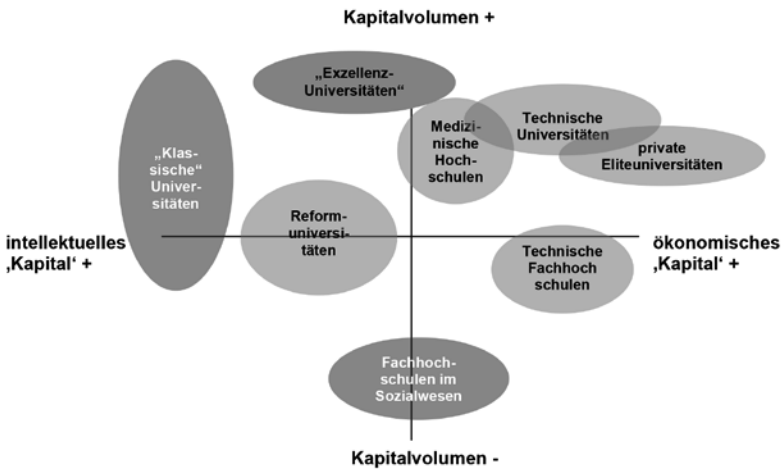 Kapitalvolumen +
„Exzellenz-
Universitäten“
„Klas-
sische“
Univer-
sitäten
Medizi-
nische
Hoch-
schulen
Technische
Universitäten
private
Eliteuniversitäten
Reform-
universi-
täten
intellektuelles
‚Kapital‘ +
ökonomisches
‚Kapital‘ +
Technische
Fachhoch
schulen
Fachhoch-
schulen im
Sozialwesen
Kapitalvolumen -